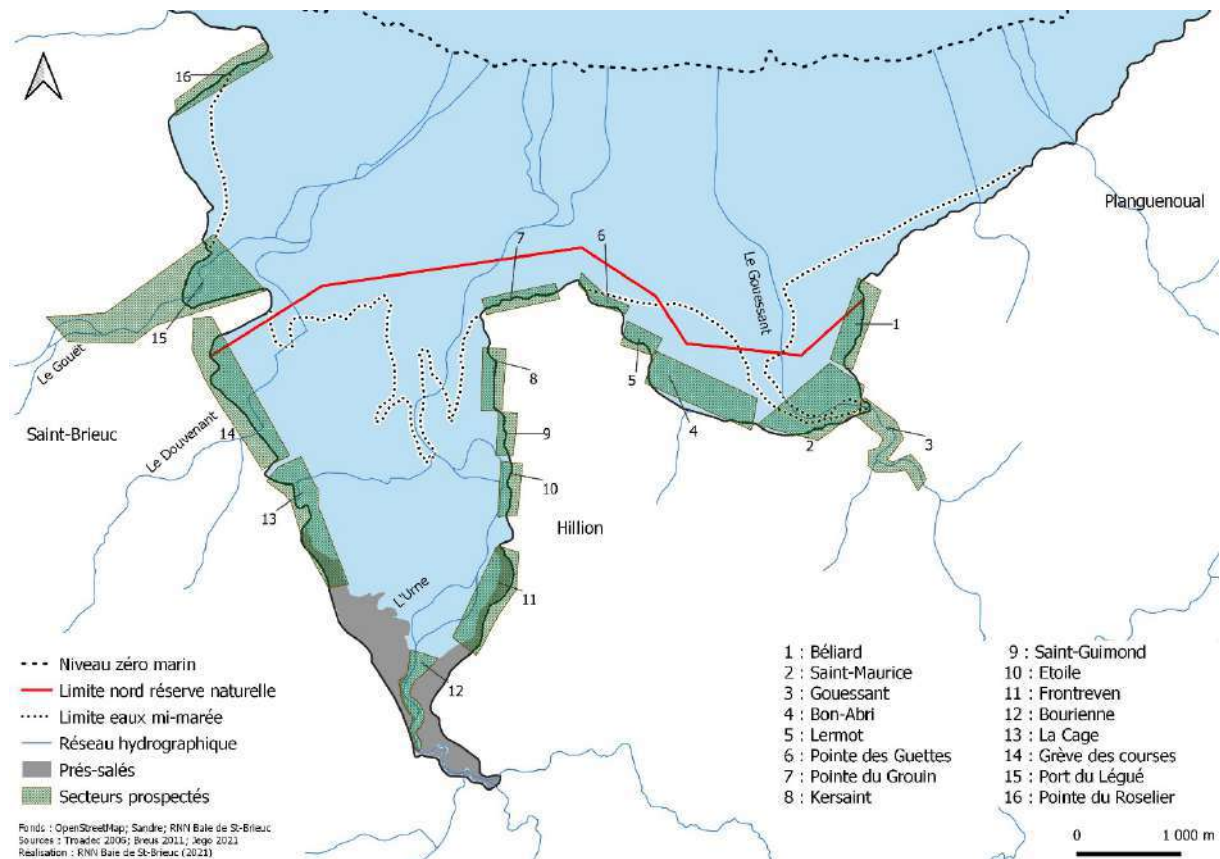 16
Planguenoual
7
6
Le Gouessant
1
15
Le Gouet
5
8
Saint-Brieuc
Le Douvenant
14
4
2
3
9
10
13
Hillion
L'Urne
11
12
Niveau zéro marin
Limite nord réserve naturelle
Limite eaux mi-marée
Réseau hydrographique
Prés-salés
Secteurs prospectés
1 : Béliard
2 : Saint-Maurice
3 : Gouessant
4 : Bon-Abri
5 : Lermot
6 : Pointe des Guettes
7 : Pointe du Grouin
8 : Kersaint
9 : Saint-Guimond
10 : Etoile
11 : Frontreven
12 : Bourienne
13 : La Cage
14 : Grève des courses
15 : Port du Légué
16 : Pointe du Roselier
Fonds : OpenStreetMap; Sandre; RNN Baie de St-Brieuc
Sources : Troadec 2006; Breus 2011; Jego 2021
Réalisation : RNN Baie de St-Brieuc (2021)
0 1 000 m